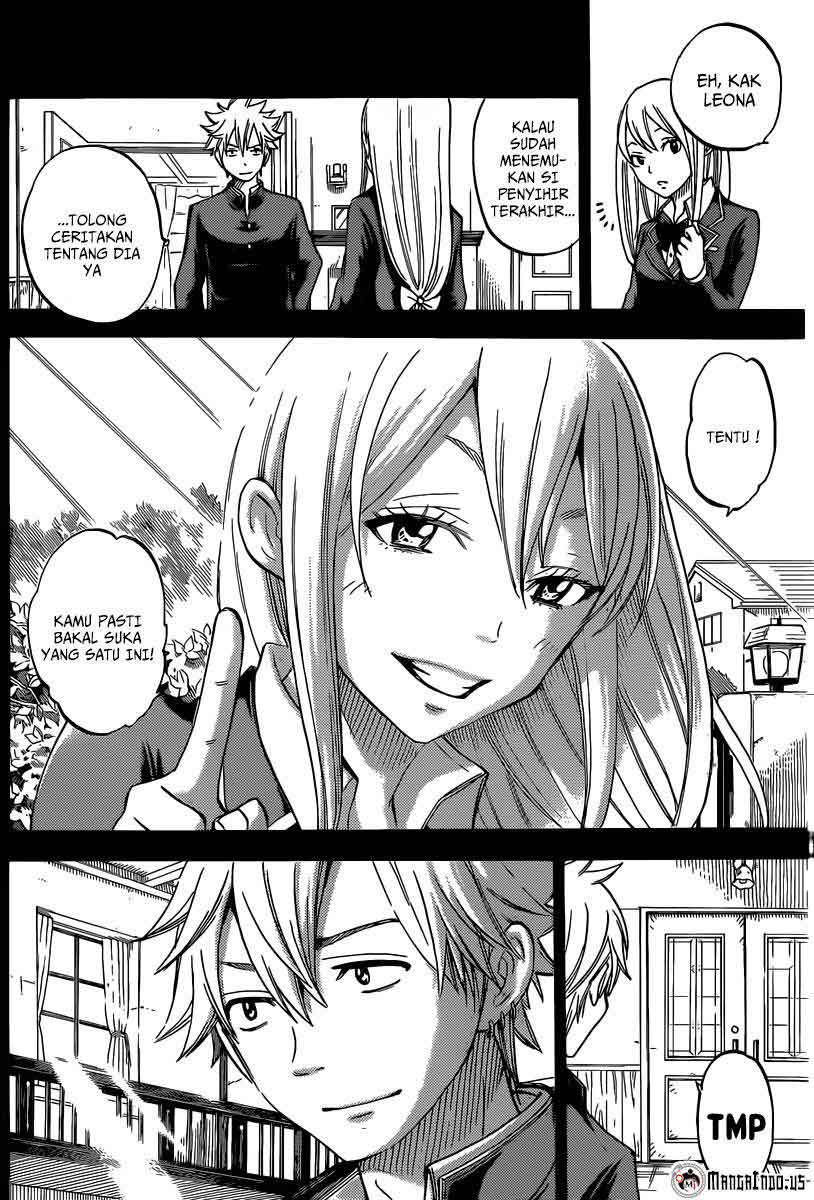 EH, KAK
LEONA
KALAU
SUDAH
MENEMU-
KAN SI
PENYIHIR
TERAKHIR...
...TOLONG
CERITAKAN
TENTANG DIA
YA
TENTU !
KAMU PASTI
BAKAL SUKA
YANG SATU INI!
TMP
MANGAINDO.US